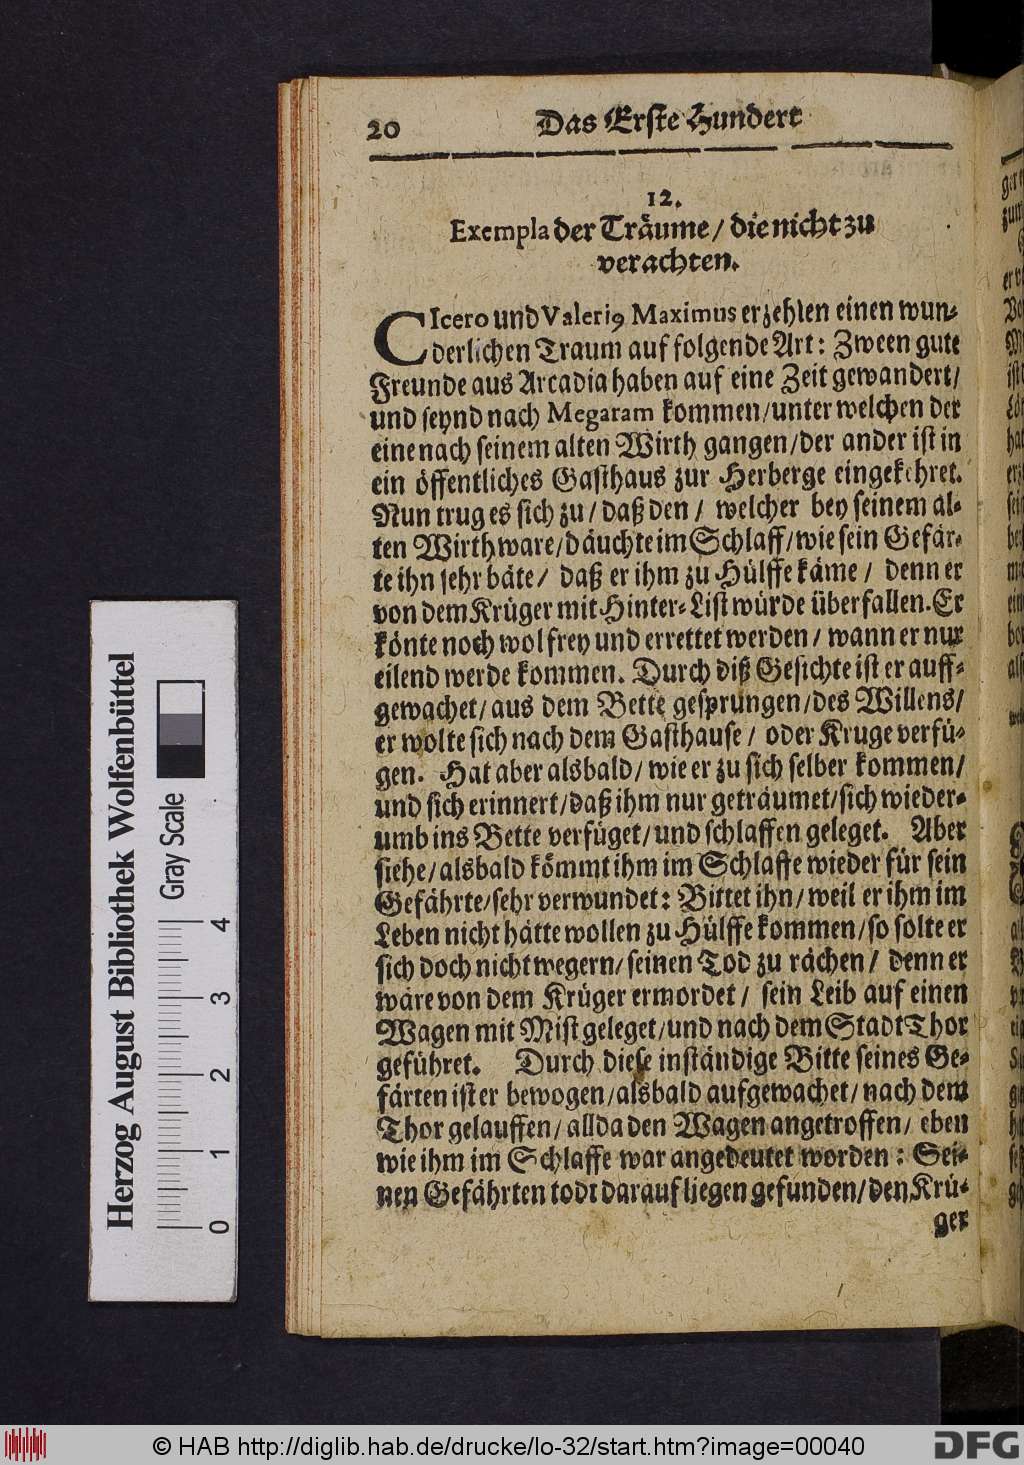 20 Das Erste Hundert
12.
Exempla der Träume / die nicht zu
verachten.
CIcero und Valeri9 Maximus erzehlen einen wun-
derlichen Traum auf folgende Art: Zween gute
Freunde aus Arcadia haben auf eine Zeit gewandert/
und seynd nach Megaram kommen/unter welchen der
eine nach seinem alten Wirth gangen/der ander ist in
ein öffentliches Gasthaus zur Herberge eingekehret.
Nun trug es sich zu / daß den / welcher bey seinem al-
ten Wirth ware/däuchte im Schlaff/wie sein Gefär-
te ihn sehr bäte / daß er ihm zu Hülffe käme / denn er
von dem Krüger mit Hinter-List würde überfallen. Er
könte noch wol frey und errettet werden / wann er nur
eilend werde kommen. Durch diß Gesichte ist er auff-
gewachet/ aus dem Bette gesprungen/des Willens/
er wolte sich nach dem Gasthause / oder Kruge verfü-
gen. Hat aber alsbald/ wie er zu sich selber kommen/
und sich erinnert/daß ihm nur geträumet/sich wieder-
umb ins Bette verfüget/und schlaffen geleget. Aber
siehe/alsbald kömmt ihm im Schlaffe wieder für sein
Gefährte/sehr verwundet: Bittet ihn/ weil er ihm im
Leben nicht hätte wollen zu Hülffe kommen/so solte er
sich doch nicht wegern/seinen Tod zu rächen/ denn er
wäre von dem Krüger ermordet / sein Leib auf einen
Wagen mit Mist geleget/und nach dem Stadt Thor
geführet. Durch diese inständige Bitte seines Ge-
färten ist er bewogen/alsbald aufgewachet/nach dem
Thor gelauffen/ allda den Wagen angetroffen/ eben
wie ihm im Schlaffe war angedeutet worden: Sei-
nen Gefährten todt darauf liegen gefunden/den Krü-
ger
Herzog August Bibliothek Wolfenbüttel
Gray Scale
0 1 2 3 4
© HAB http://diglib.hab.de/drucke/lo-32/start.htm?image=00040
DFG